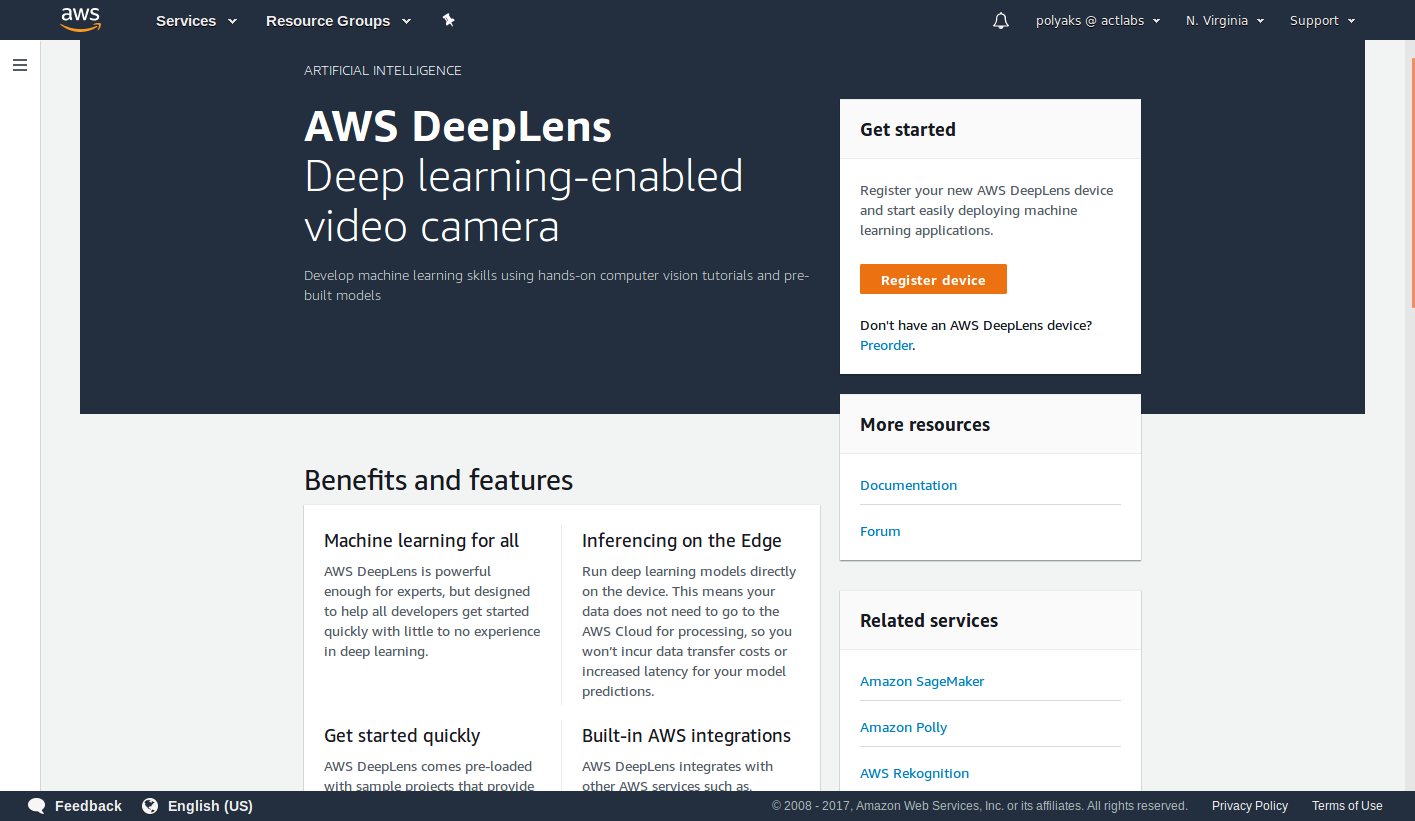 aws
Services
Resource Groups
polyaks @ actlabs
N. Virginia
Support
ARTIFICIAL INTELLIGENCE
AWS DeepLens
Deep learning-enabled
video camera
Develop machine learning skills using hands-on computer vision tutorials and pre-
built models
Get started
Register your new AWS DeepLens device
and start easily deploying machine
learning applications.
Register device
Don't have an AWS DeepLens device?
Preorder.
More resources
Documentation
Forum
Benefits and features
Machine learning for all
AWS DeepLens is powerful
enough for experts, but designed
to help all developers get started
quickly with little to no experience
in deep learning.
Inferencing on the Edge
Run deep learning models directly
on the device. This means your
data does not need to go to the
AWS Cloud for processing, so you
won’t incur data transfer costs or
increased latency for your model
predictions.
Get started quickly
AWS DeepLens comes pre-loaded
with sample projects that provide
Built-in AWS integrations
AWS DeepLens integrates with
other AWS services such as,
Related services
Amazon SageMaker
Amazon Polly
AWS Rekognition
Feedback
English (US)
© 2008 - 2017, Amazon Web Services, Inc. or its affiliates. All rights reserved.
Privacy Policy
Terms of Use